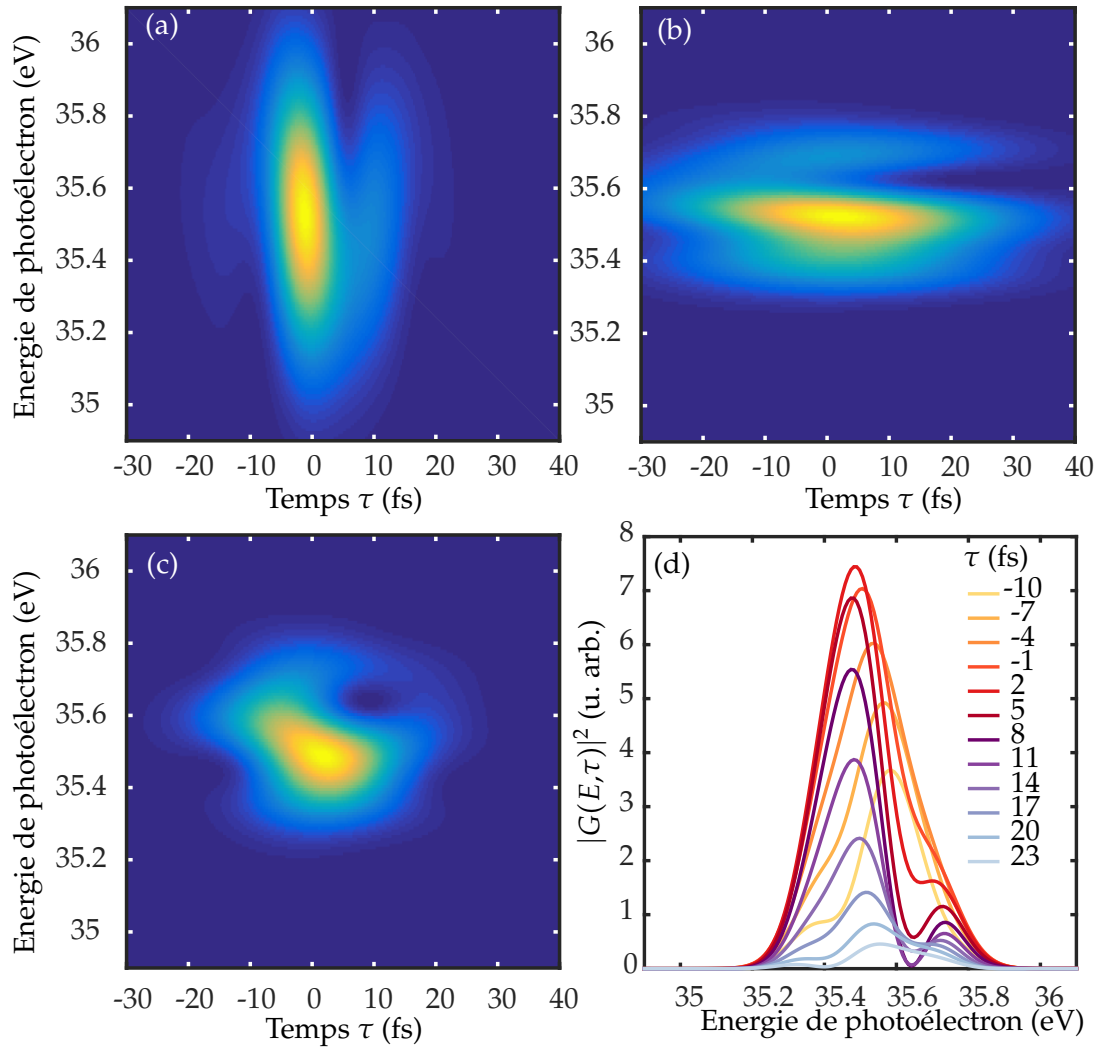 (a)
Energie de photoélectron (eV)
36
35.8
35.6
35.4
35.2
35
-30 -20 -10 0 10 20 30 40
Temps τ (fs)
(b)
36
35.8
35.6
35.4
35.2
35
-30 -20 -10 0 10 20 30 40
Temps τ (fs)
(c)
Energie de photoélectron (eV)
36
35.8
35.6
35.4
35.2
35
-30 -20 -10 0 10 20 30 40
Temps τ (fs)
(d)
|G(E,τ)|² (u. arb.)
8
7
6
5
4
3
2
1
0
τ (fs)
-10
-7
-4
-1
2
5
8
11
14
17
20
23
35 35.2 35.4 35.6 35.8 36
Energie de photoélectron (eV)